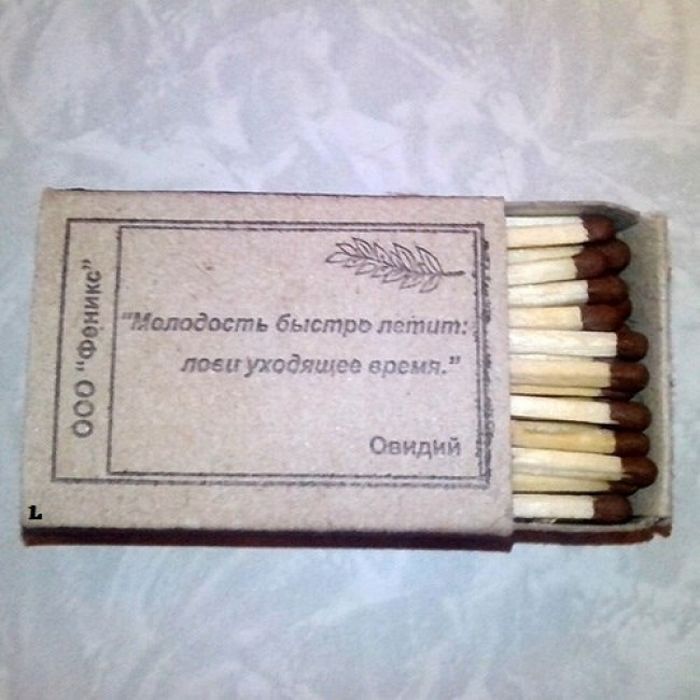 ООО "Феникс"
"Молодость быстро летит:
лови уходящее время."
Овидий
L